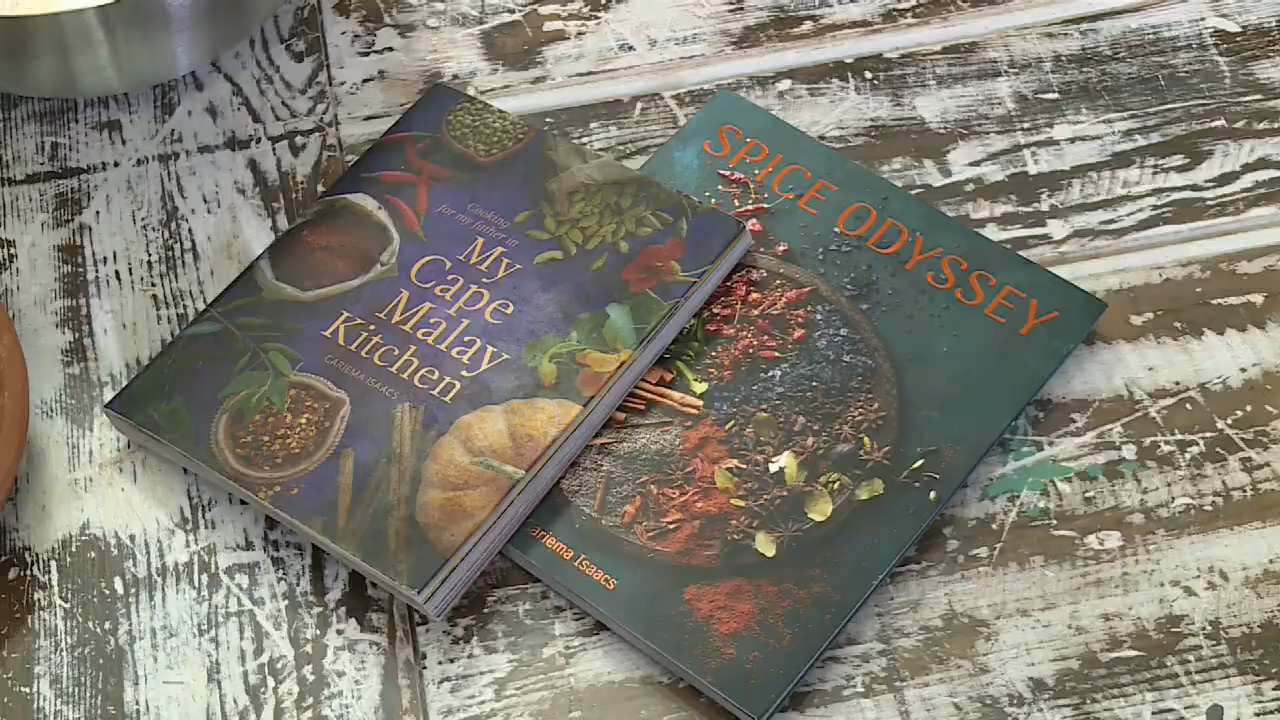 Cooking
for my father in
My
Cape
Malay
Kitchen
CARIEMA ISAACS
SPICE ODYSSEY
ariema Isaacs